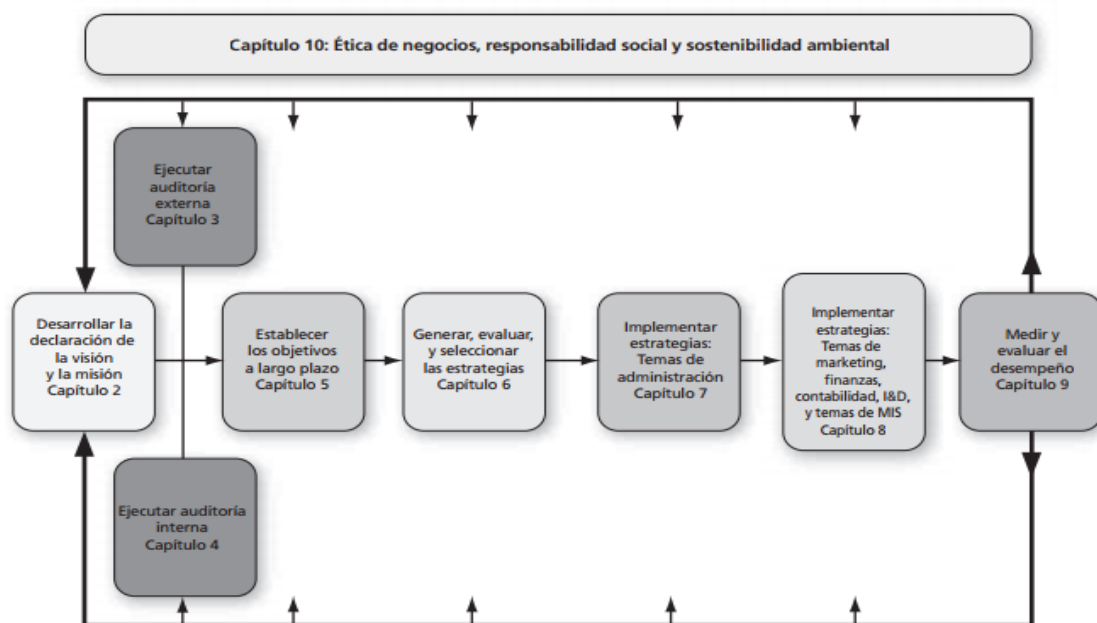 Capítulo 10: Ética de negocios, responsabilidad social y sostenibilidad ambiental
Ejecutar
auditoría
externa
Capítulo 3
Desarrollar la
declaración de
la visión
y la misión
Capítulo 2
Establecer
los objetivos
a largo plazo
Capítulo 5
Generar, evaluar,
y seleccionar
las estrategias
Capítulo 6
Implementar
estrategias:
Temas de
administración
Capítulo 7
Implementar
estrategias:
Temas de
marketing,
finanzas,
contabilidad, I&D,
y temas de MIS
Capítulo 8
Medir y
evaluar el
desempeño
Capítulo 9
Ejecutar auditoría
interna
Capítulo 4